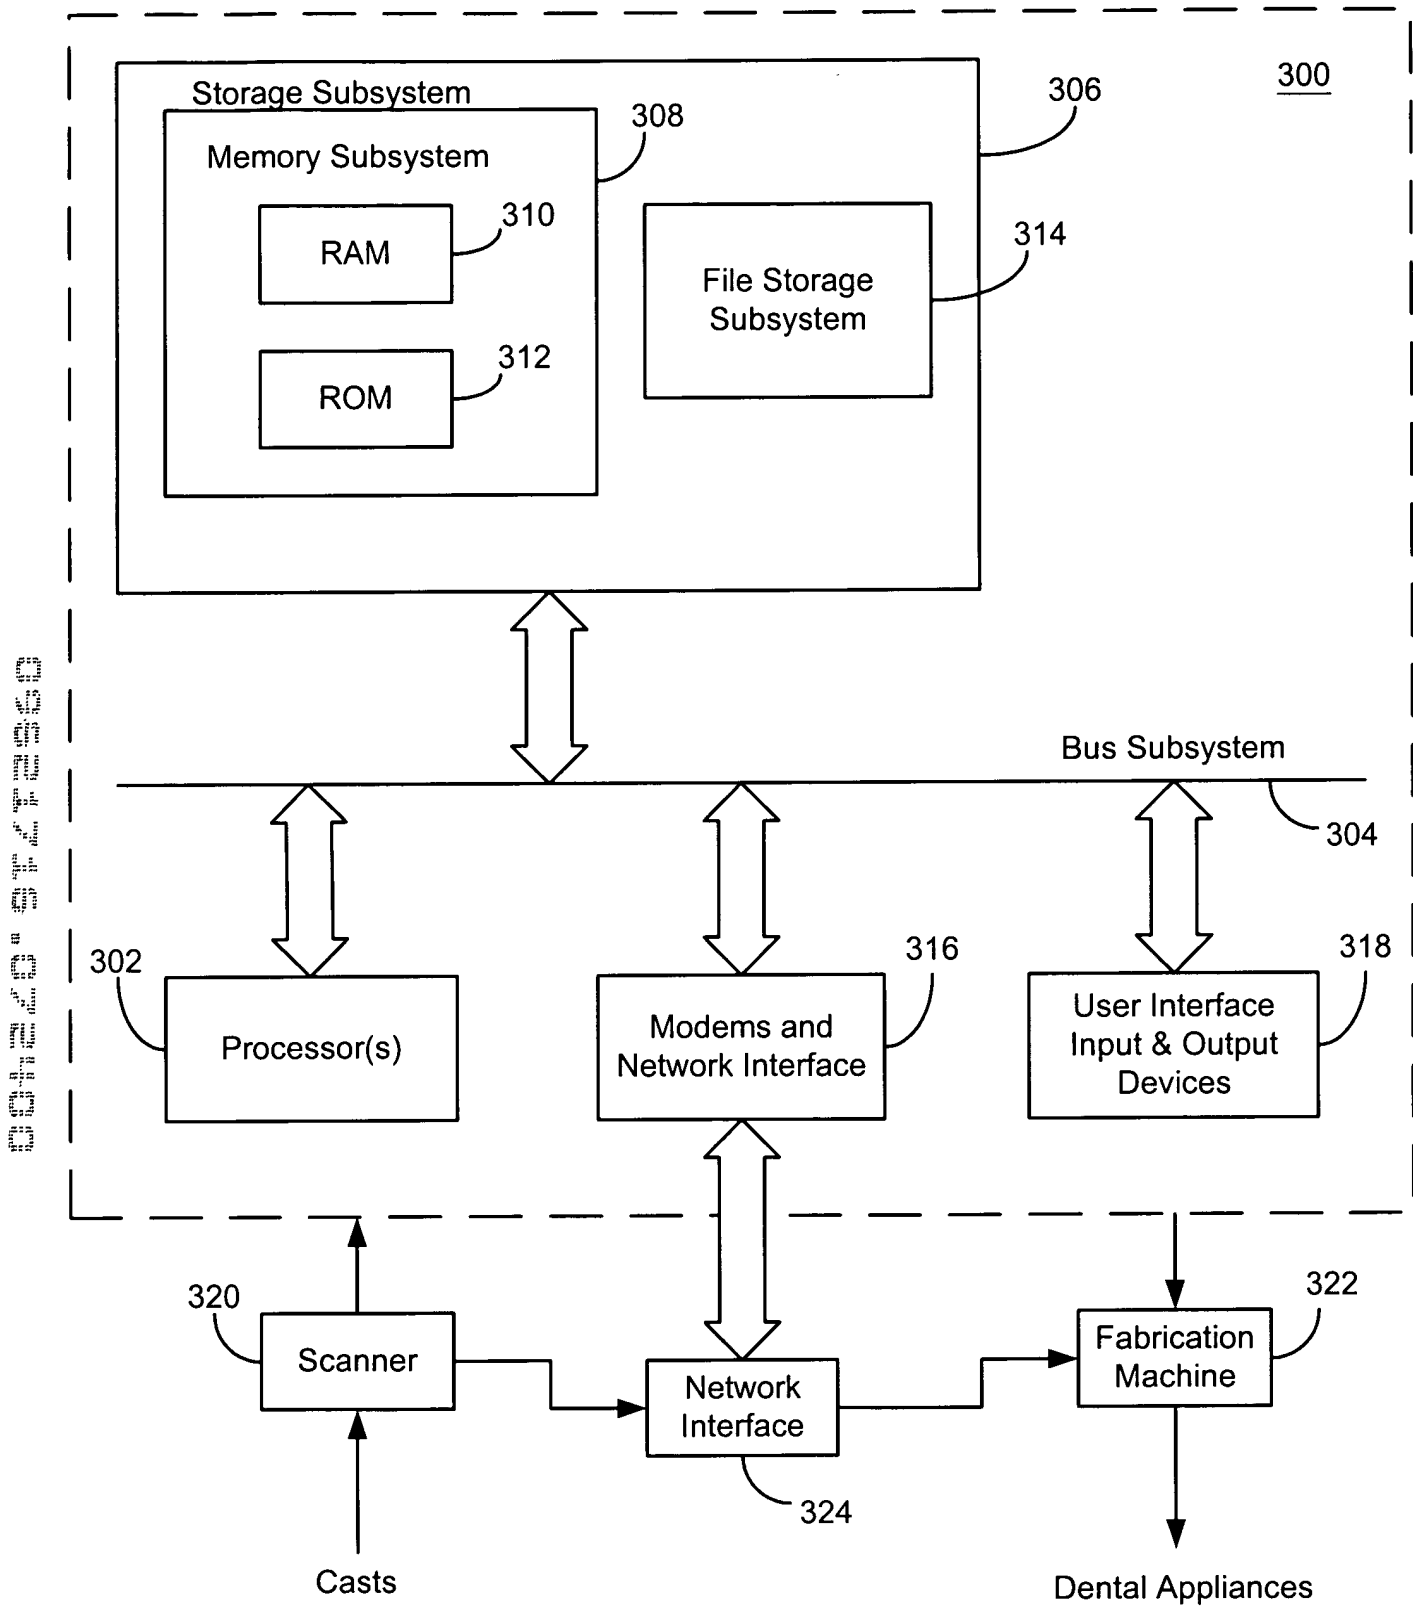 300
306
Storage Subsystem
308
Memory Subsystem
310
RAM
314
File Storage
Subsystem
312
ROM
Bus Subsystem
304
302
Processor(s)
316
Modems and
Network Interface
318
User Interface
Input & Output
Devices
320
Scanner
322
Fabrication
Machine
Network
Interface
324
Casts
Dental Appliances